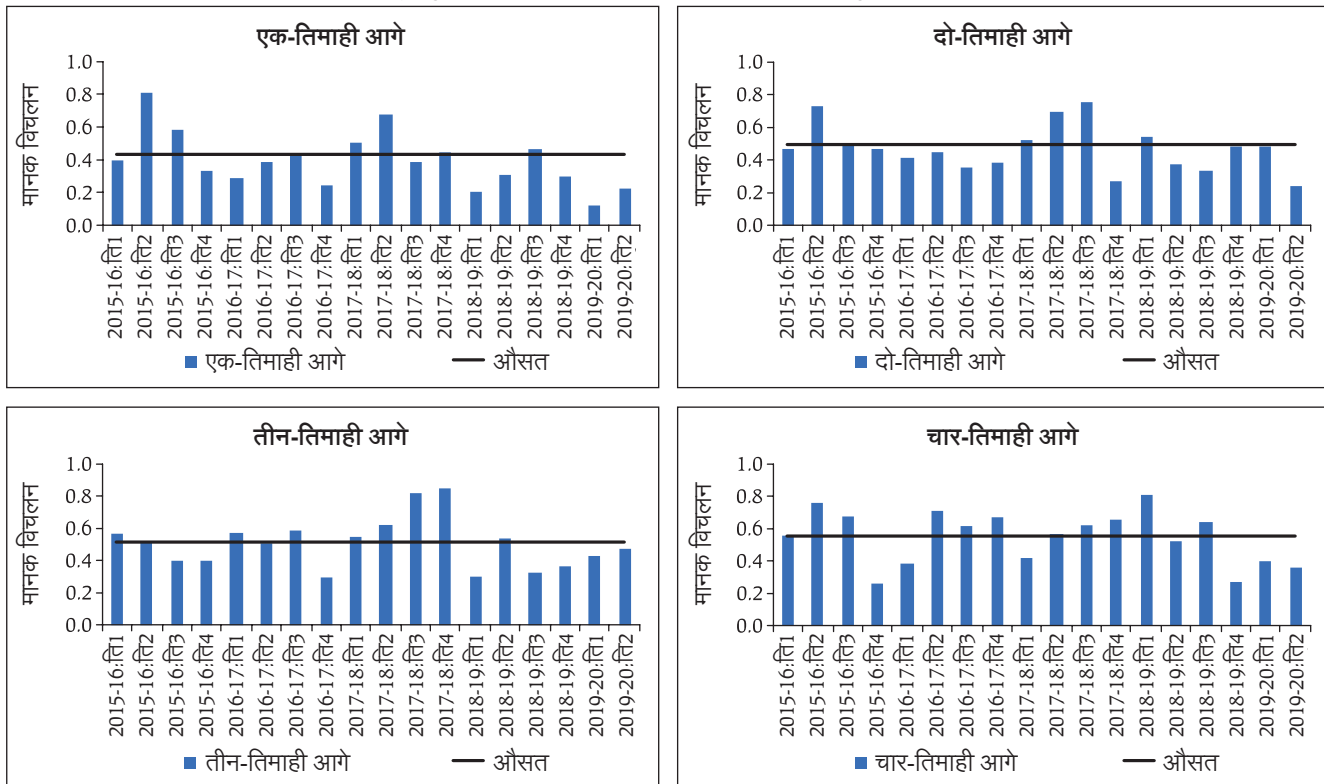 एक-तिमाही आगे
मानक विचलन
1.0
0.8
0.6
0.4
0.2
0.0
2015-16:ति1
2015-16:ति2
2015-16:ति3
2015-16:ति4
2016-17:ति1
2016-17:ति2
2016-17:ति3
2016-17:ति4
2017-18:ति1
2017-18:ति2
2017-18:ति3
2017-18:ति4
2018-19:ति1
2018-19:ति2
2018-19:ति3
2018-19:ति4
2019-20:ति1
2019-20:ति2
एक-तिमाही आगे औसत
दो-तिमाही आगे
मानक विचलन
1.0
0.8
0.6
0.4
0.2
0.0
2015-16:ति1
2015-16:ति2
2015-16:ति3
2015-16:ति4
2016-17:ति1
2016-17:ति2
2016-17:ति3
2016-17:ति4
2017-18:ति1
2017-18:ति2
2017-18:ति3
2017-18:ति4
2018-19:ति1
2018-19:ति2
2018-19:ति3
2018-19:ति4
2019-20:ति1
2019-20:ति2
दो-तिमाही आगे औसत
तीन-तिमाही आगे
मानक विचलन
1.0
0.8
0.6
0.4
0.2
0.0
2015-16:ति1
2015-16:ति2
2015-16:ति3
2015-16:ति4
2016-17:ति1
2016-17:ति2
2016-17:ति3
2016-17:ति4
2017-18:ति1
2017-18:ति2
2017-18:ति3
2017-18:ति4
2018-19:ति1
2018-19:ति2
2018-19:ति3
2018-19:ति4
2019-20:ति1
2019-20:ति2
तीन-तिमाही आगे औसत
चार-तिमाही आगे
मानक विचलन
1.0
0.8
0.6
0.4
0.2
0.0
2015-16:ति1
2015-16:ति2
2015-16:ति3
2015-16:ति4
2016-17:ति1
2016-17:ति2
2016-17:ति3
2016-17:ति4
2017-18:ति1
2017-18:ति2
2017-18:ति3
2017-18:ति4
2018-19:ति1
2018-19:ति2
2018-19:ति3
2018-19:ति4
2019-20:ति1
2019-20:ति2
चार-तिमाही आगे औसत